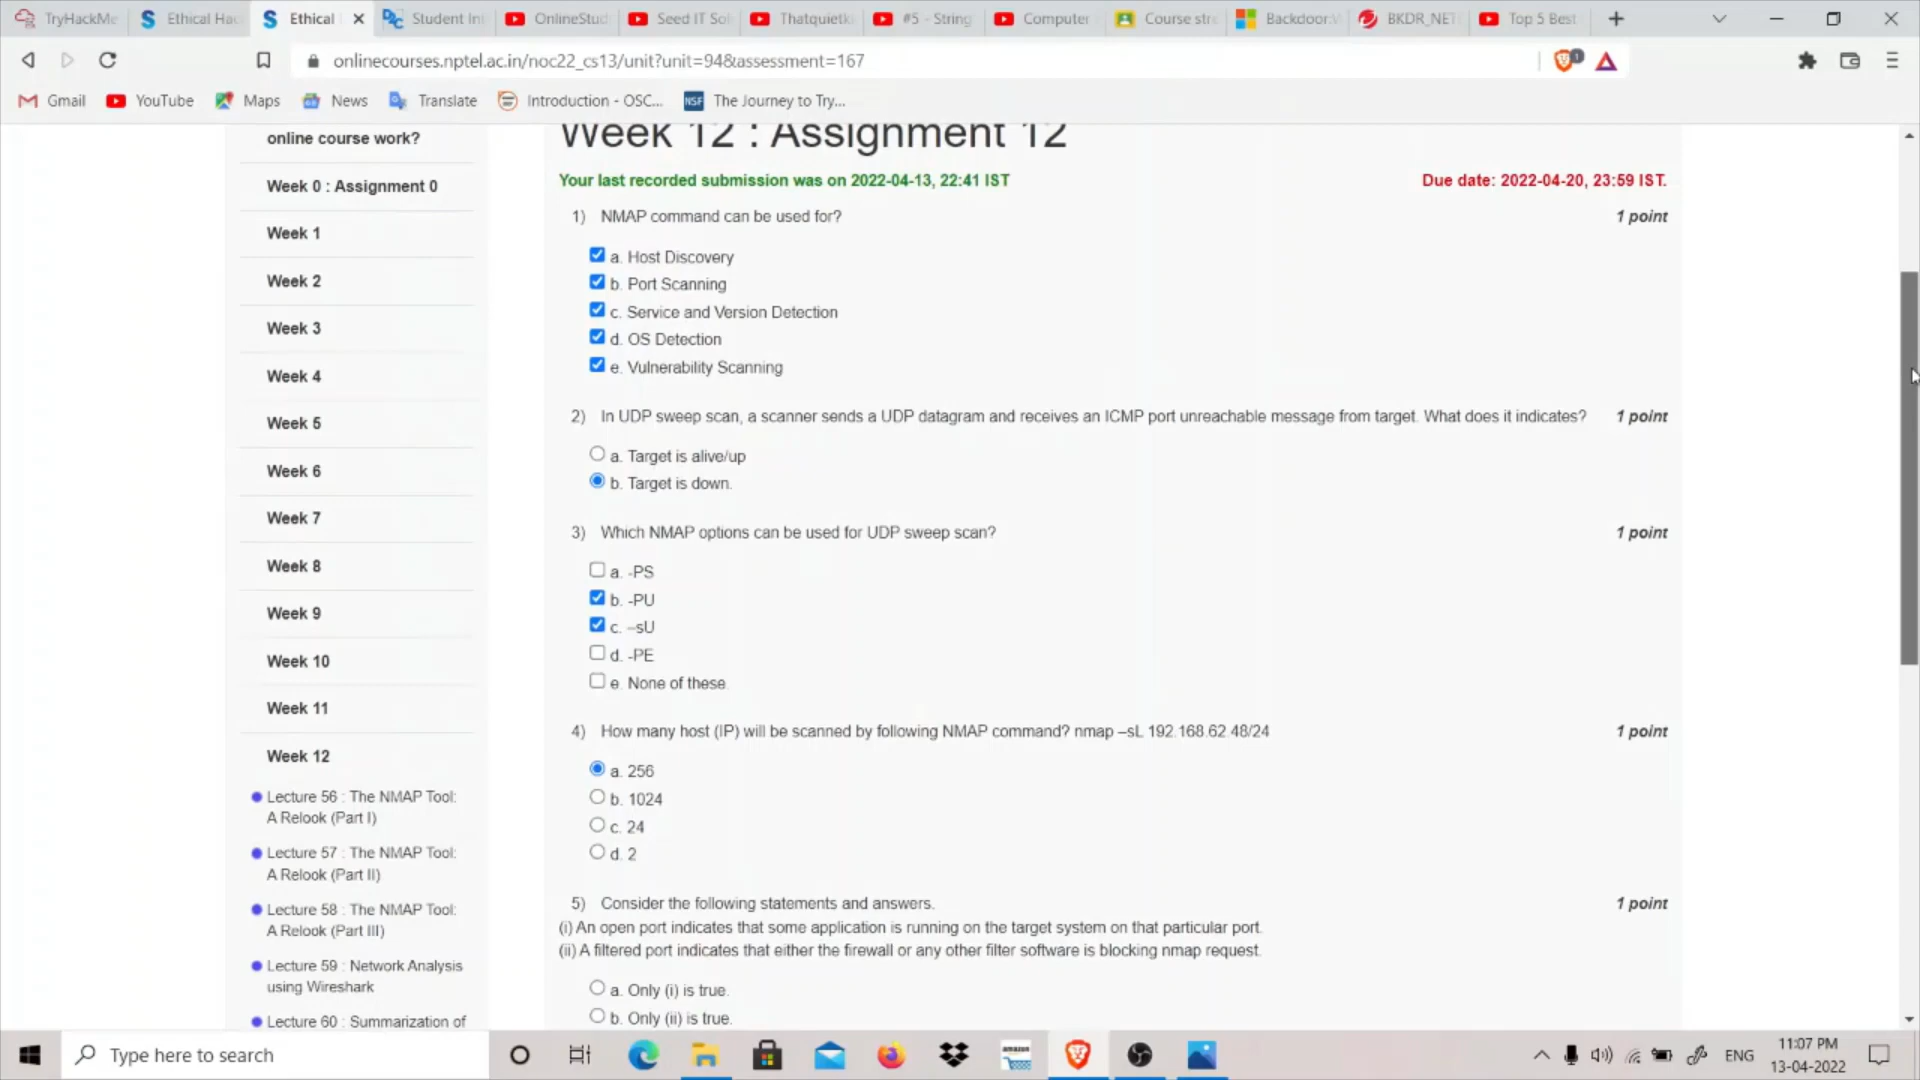 TryHackMe
Ethical Hac
Ethical
Student Int
OnlineStud
Seed IT Sol
Thatquietk
#5 - String
Computer
Course stre
Backdoor:W
BKDR_NET
Top 5 Best
onlinecourses.nptel.ac.in/noc22_cs13/unit?unit=94&assessment=167
Gmail YouTube Maps News Translate Introduction - OSC... NSF The Journey to Try...
online course work?
Week 0 : Assignment 0
Week 1
Week 2
Week 3
Week 4
Week 5
Week 6
Week 7
Week 8
Week 9
Week 10
Week 11
Week 12
Lecture 56 : The NMAP Tool:
A Relook (Part I)
Lecture 57 : The NMAP Tool:
A Relook (Part II)
Lecture 58 : The NMAP Tool:
A Relook (Part III)
Lecture 59 : Network Analysis
using Wireshark
Lecture 60 : Summarization of
Week 12 : Assignment 12
Your last recorded submission was on 2022-04-13, 22:41 IST Due date: 2022-04-20, 23:59 IST.
1) NMAP command can be used for? 1 point
a. Host Discovery
b. Port Scanning
c. Service and Version Detection
d. OS Detection
e. Vulnerability Scanning
2) In UDP sweep scan, a scanner sends a UDP datagram and receives an ICMP port unreachable message from target. What does it indicates? 1 point
a. Target is alive/up
b. Target is down.
3) Which NMAP options can be used for UDP sweep scan? 1 point
a. -PS
b. -PU
c. –sU
d. -PE
e. None of these.
4) How many host (IP) will be scanned by following NMAP command? nmap –sL 192.168.62.48/24 1 point
a. 256
b. 1024
c. 24
d. 2
5) Consider the following statements and answers. 1 point
(i) An open port indicates that some application is running on the target system on that particular port.
(ii) A filtered port indicates that either the firewall or any other filter software is blocking nmap request.
a. Only (i) is true.
b. Only (ii) is true.
Type here to search
amazon
ENG
11:07 PM
13-04-2022